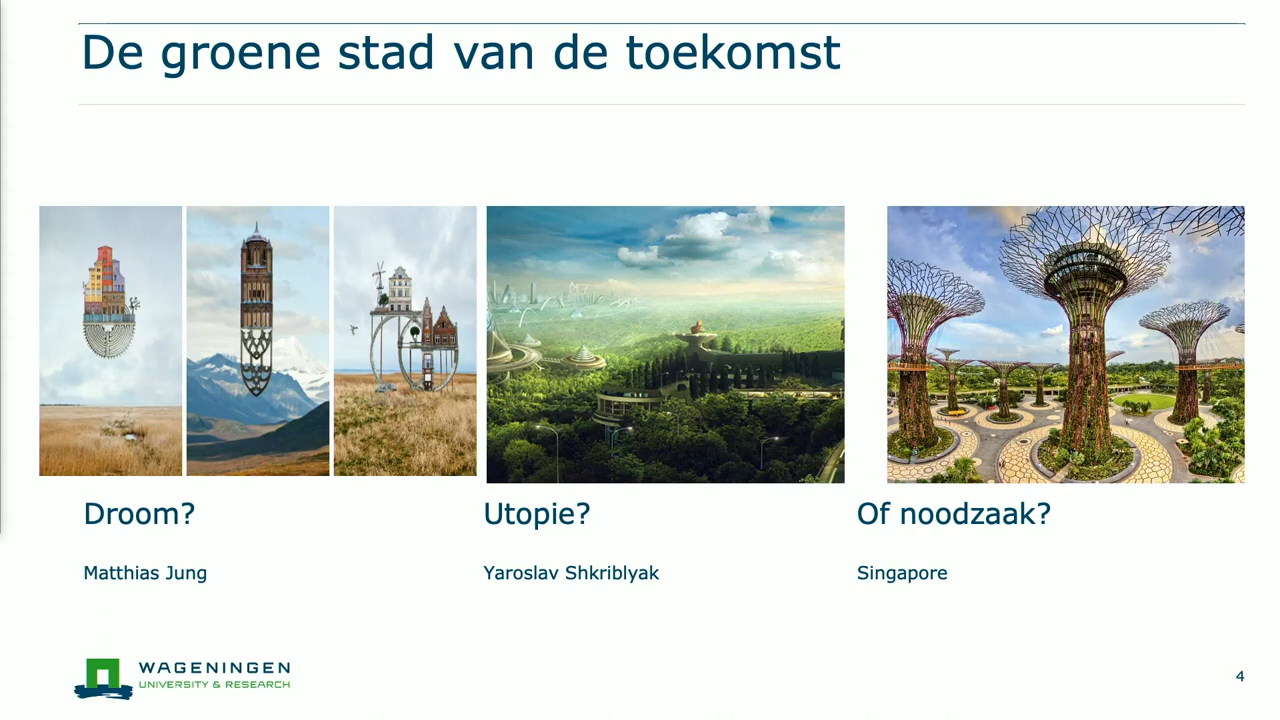 De groene stad van de toekomst
Droom?
Utopie?
Of noodzaak?
Matthias Jung
Yaroslav Shkriblyak
Singapore
WAGENINGEN
UNIVERSITY & RESEARCH
4